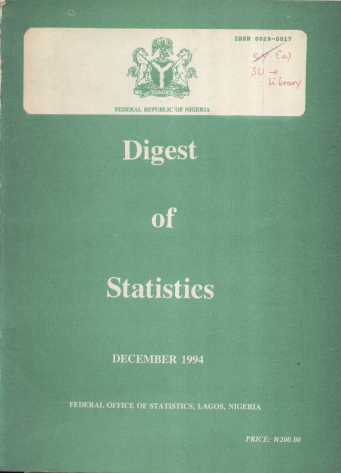 ISSN 0029-0017
SU →
Library
FEDERAL REPUBLIC OF NIGERIA
Digest
of
Statistics
DECEMBER 1994
FEDERAL OFFICE OF STATISTICS, LAGOS, NIGERIA
PRICE: ₦200.00